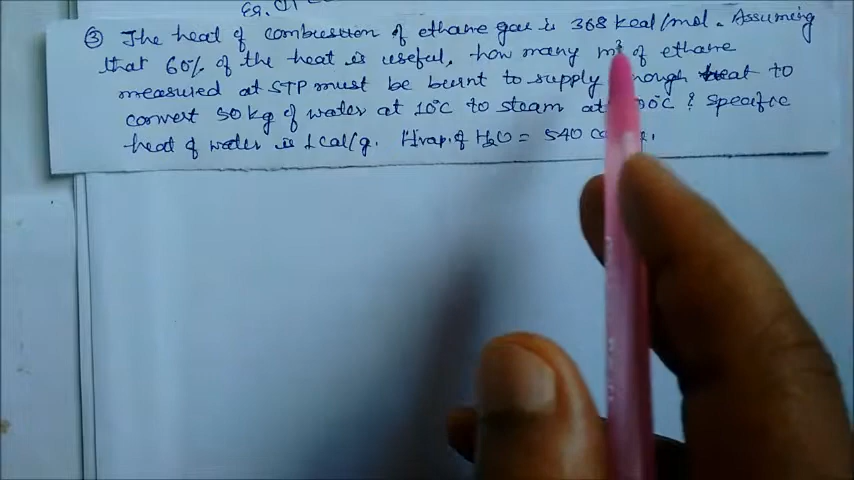 ③ The heat of combustion of ethane gas is 368 kcal/mol. Assuming
that 60% of the heat is useful, how many m³ of ethane
measured at STP must be burnt to supply heat to
convert 50 kg of water at 10°C to steam at ? Specific
heat of water is 1 cal/g. Hvap. of H₂O = 540